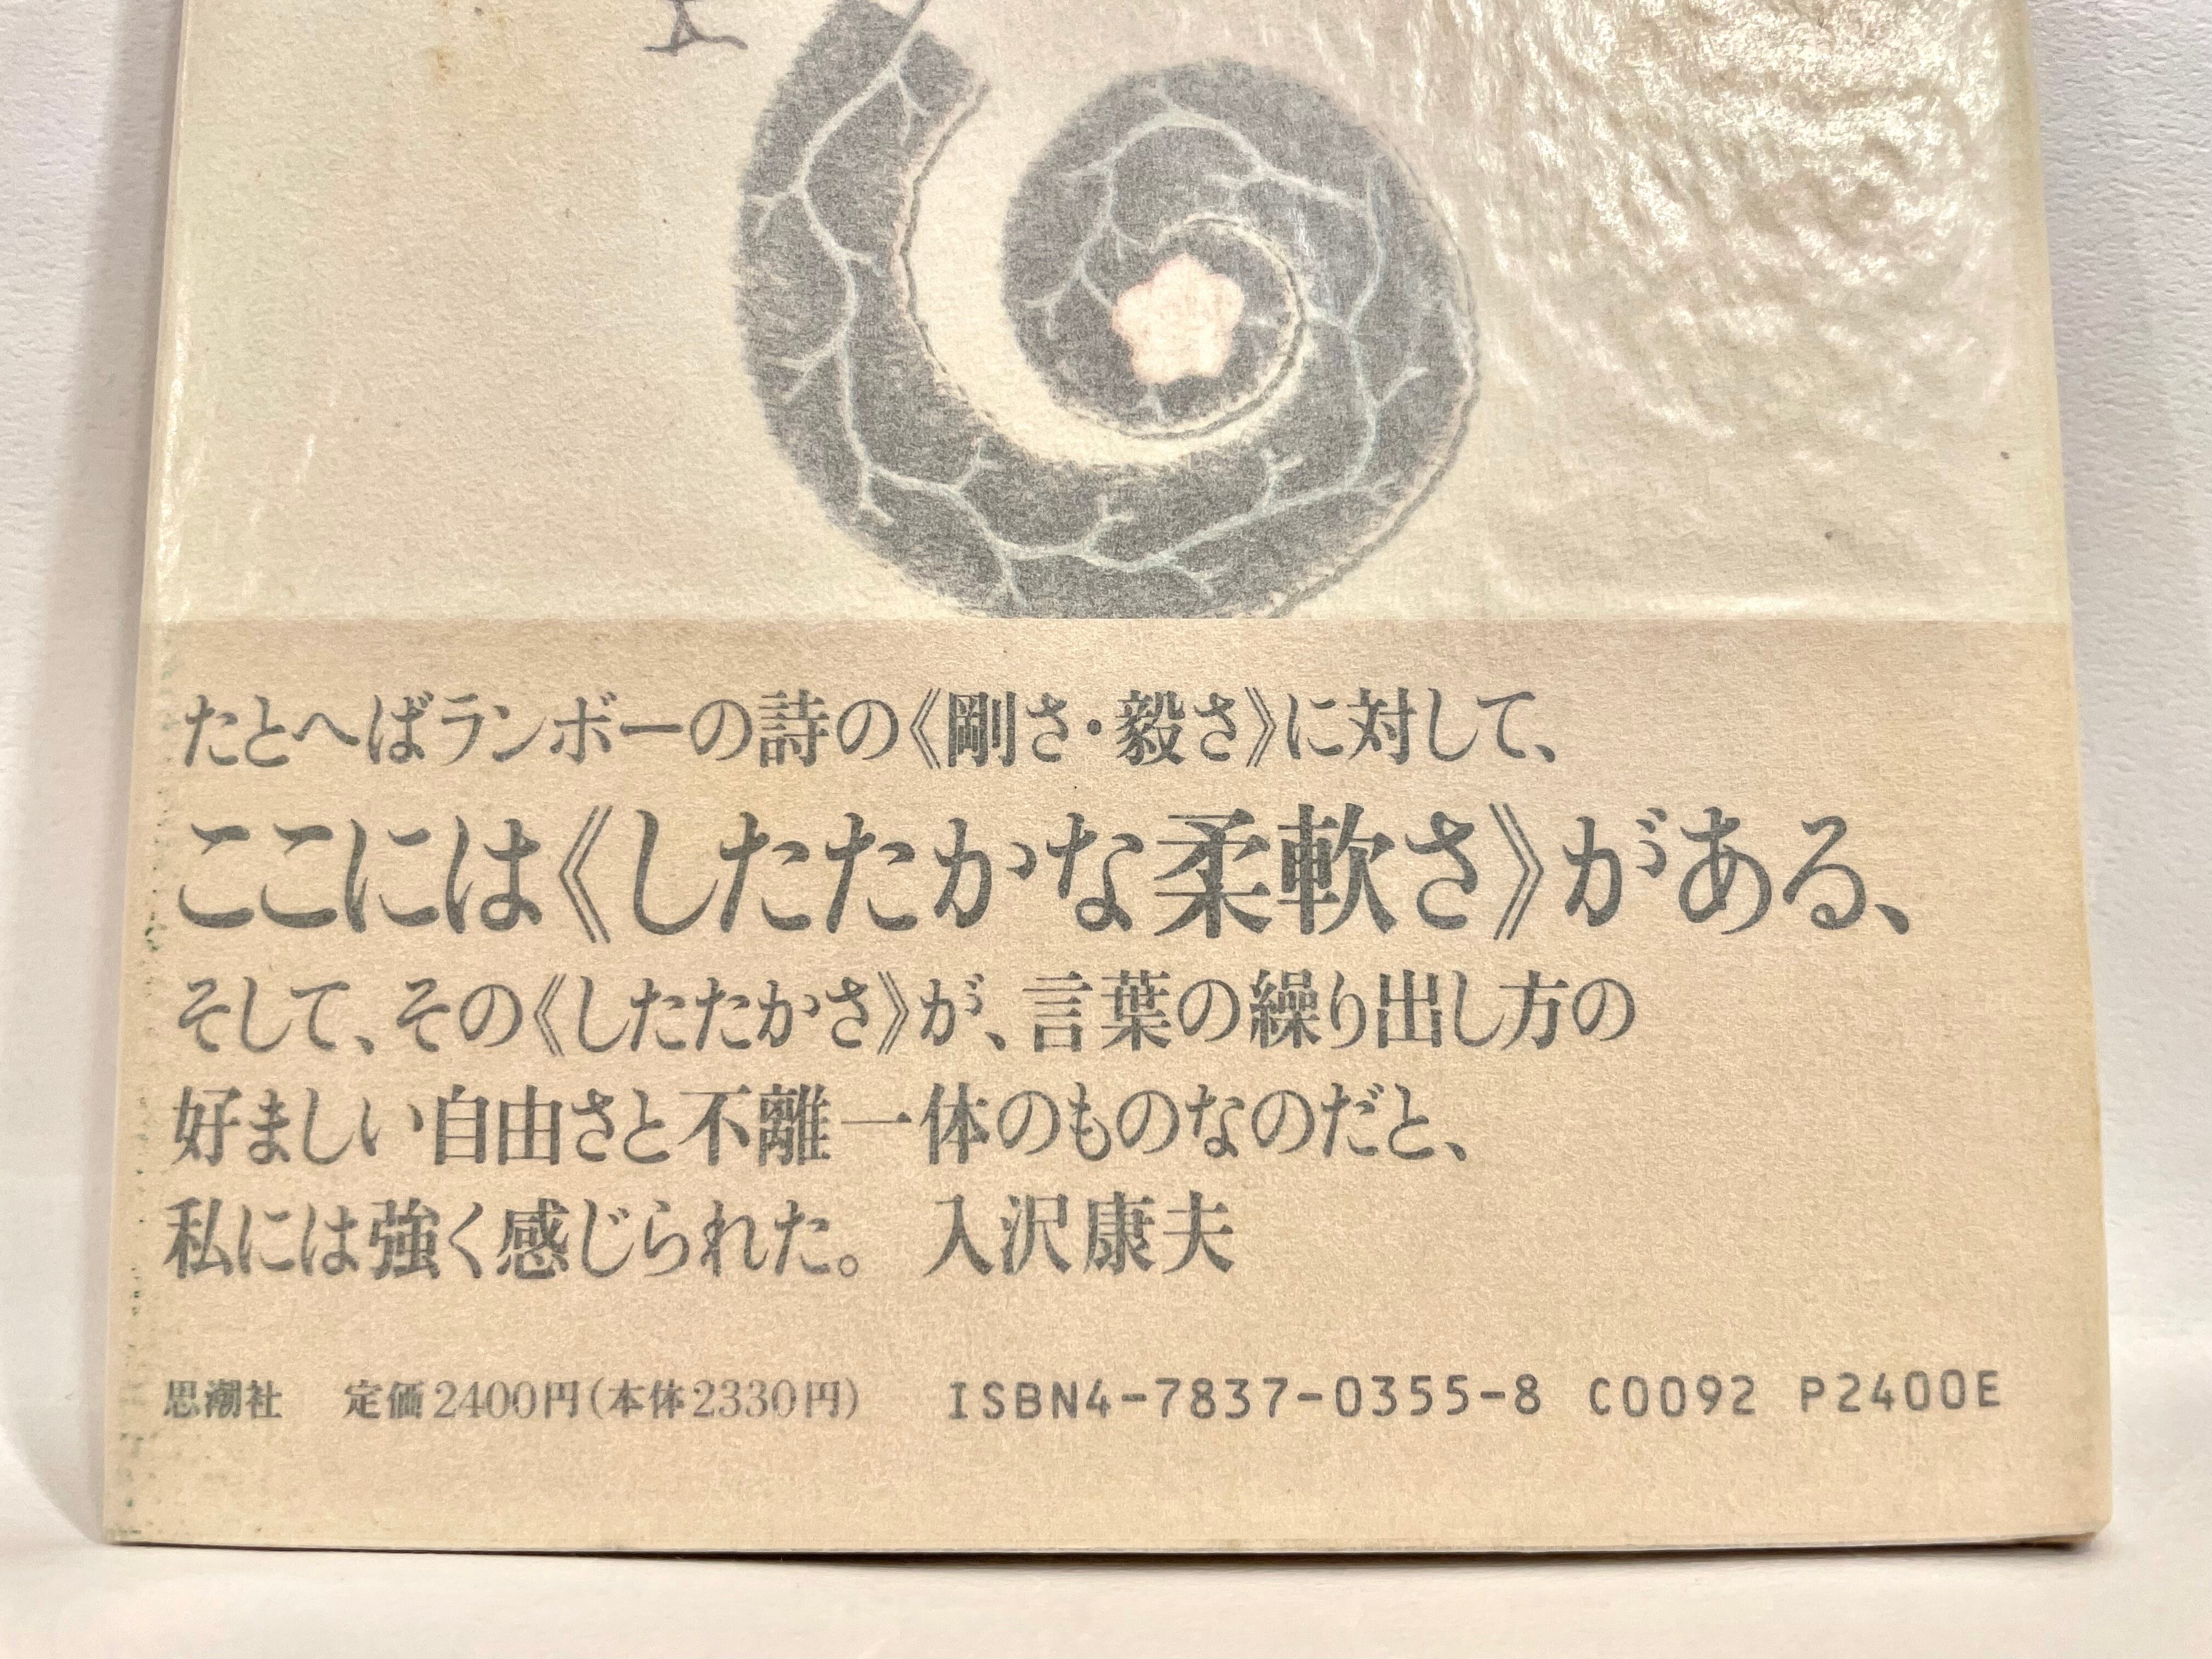 たとへばランボーの詩の《剛さ・毅さ》に対して、
ここには《したたかな柔軟さ》がある、
そして、その《したたかさ》が、言葉の繰り出し方の
好ましい自由さと不離一体のものなのだと、
私には強く感じられた。 入沢康夫
思潮社 定価2400円(本体2330円) ISBN4-7837-0355-8 C0092 P2400E